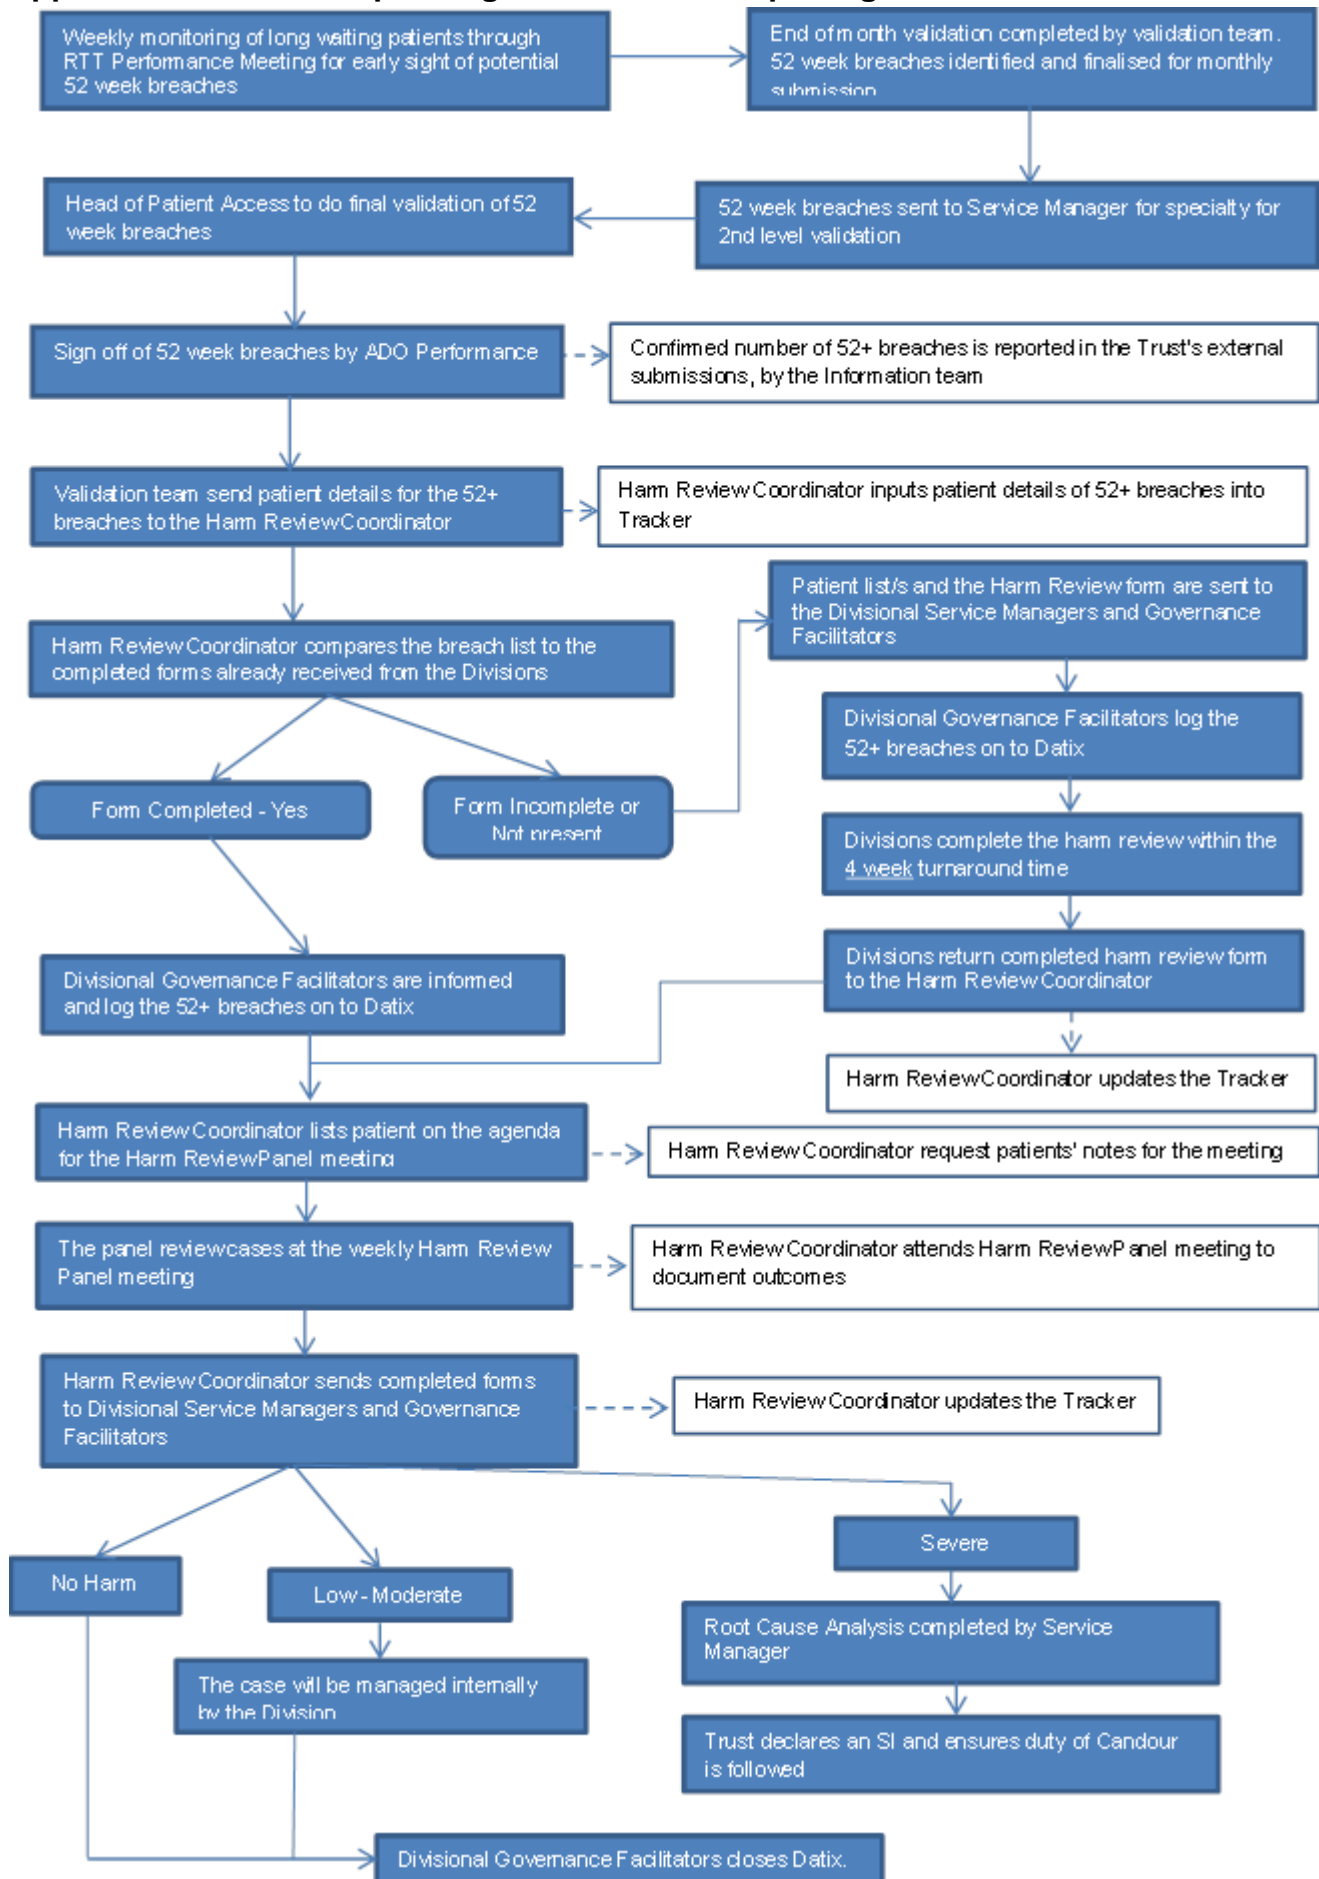 Weekly monitoring of long waiting patients through
RTT Performance Meeting for early sight of potential
52 week breaches
End of month validation completed by validation team.
52 week breaches identified and finalised for monthly
submission
Head of Patient Access to do final validation of 52
week breaches
52 week breaches sent to Service Manager for specialty for
2nd level validation
Sign off of 52 week breaches by ADO Performance
Confirmed number of 52+ breaches is reported in the Trust's external
submissions, by the Information team
Validation team send patient details for the 52+
breaches to the Harm Review Coordinator
Harm Review Coordinator inputs patient details of 52+ breaches into
Tracker
Patient list/s and the Harm Review form are sent to
the Divisional Service Managers and Governance
Facilitators
Harm Review Coordinator compares the breach list to the
completed forms already received from the Divisions
Divisional Governance Facilitators log the
52+ breaches on to Datix
Form Completed - Yes
Form Incomplete or
Not present
Divisions complete the harm review within the
4 week turnaround time
Divisional Governance Facilitators are informed
and log the 52+ breaches on to Datix
Divisions return completed harm review form
to the Harm Review Coordinator
Harm Review Coordinator updates the Tracker
Harm Review Coordinator lists patient on the agenda
for the Harm Review Panel meeting
Harm Review Coordinator request patients' notes for the meeting
The panel review cases at the weekly Harm Review
Panel meeting
Harm Review Coordinator attends Harm Review Panel meeting to
document outcomes
Harm Review Coordinator sends completed forms
to Divisional Service Managers and Governance
Facilitators
Harm Review Coordinator updates the Tracker
No Harm
Low - Moderate
Severe
The case will be managed internally
by the Division
Root Cause Analysis completed by Service
Manager
Trust declares an SI and ensures duty of Candour
is followed
Divisional Governance Facilitators closes Datix.